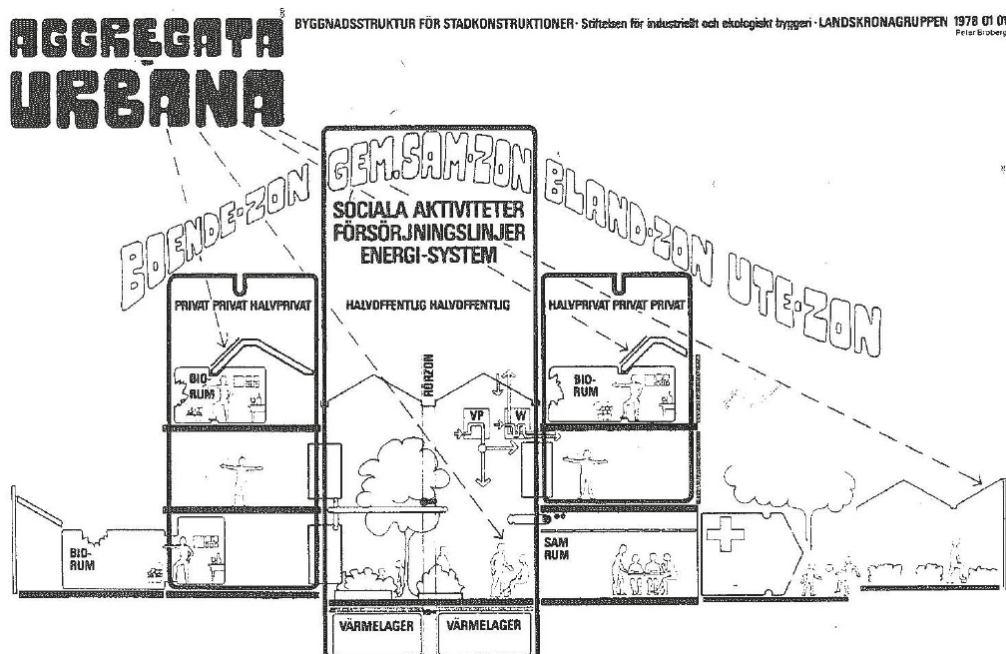 AGGREGATA
URBANA
BYGGNADSSTRUKTUR FÖR STADKONSTRUKTIONER · Stiftelsen för industriellt och ekologiskt byggeri · LANDSKRONAGRUPPEN 1978 01 01
Peter Broberg
BOENDE·ZON
GEM.SAM·ZON
BLAND·ZON
UTE·ZON
SOCIALA AKTIVITETER
FÖRSÖRJNINGSLINJER
ENERGI-SYSTEM
PRIVAT PRIVAT HALVPRIVAT
HALVOFFENTLIG HALVOFFENTLIG
HALVPRIVAT PRIVAT PRIVAT
BIO-
RUM
RÖRZON
VP
W
BIO-
RUM
BIO-
RUM
SAM
RUM
VÄRMELAGER
VÄRMELAGER